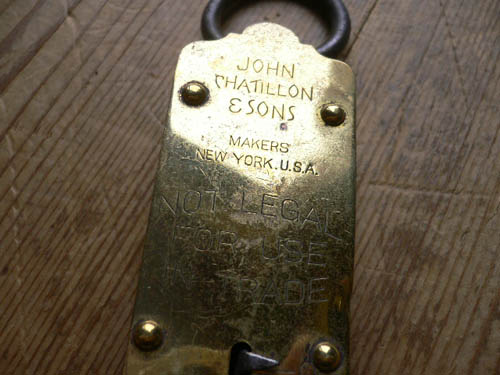 JOHN
CHATILLON
& SONS
MAKERS
NEW YORK. U.S.A.
NOT LEGAL
FOR USE
IN TRADE